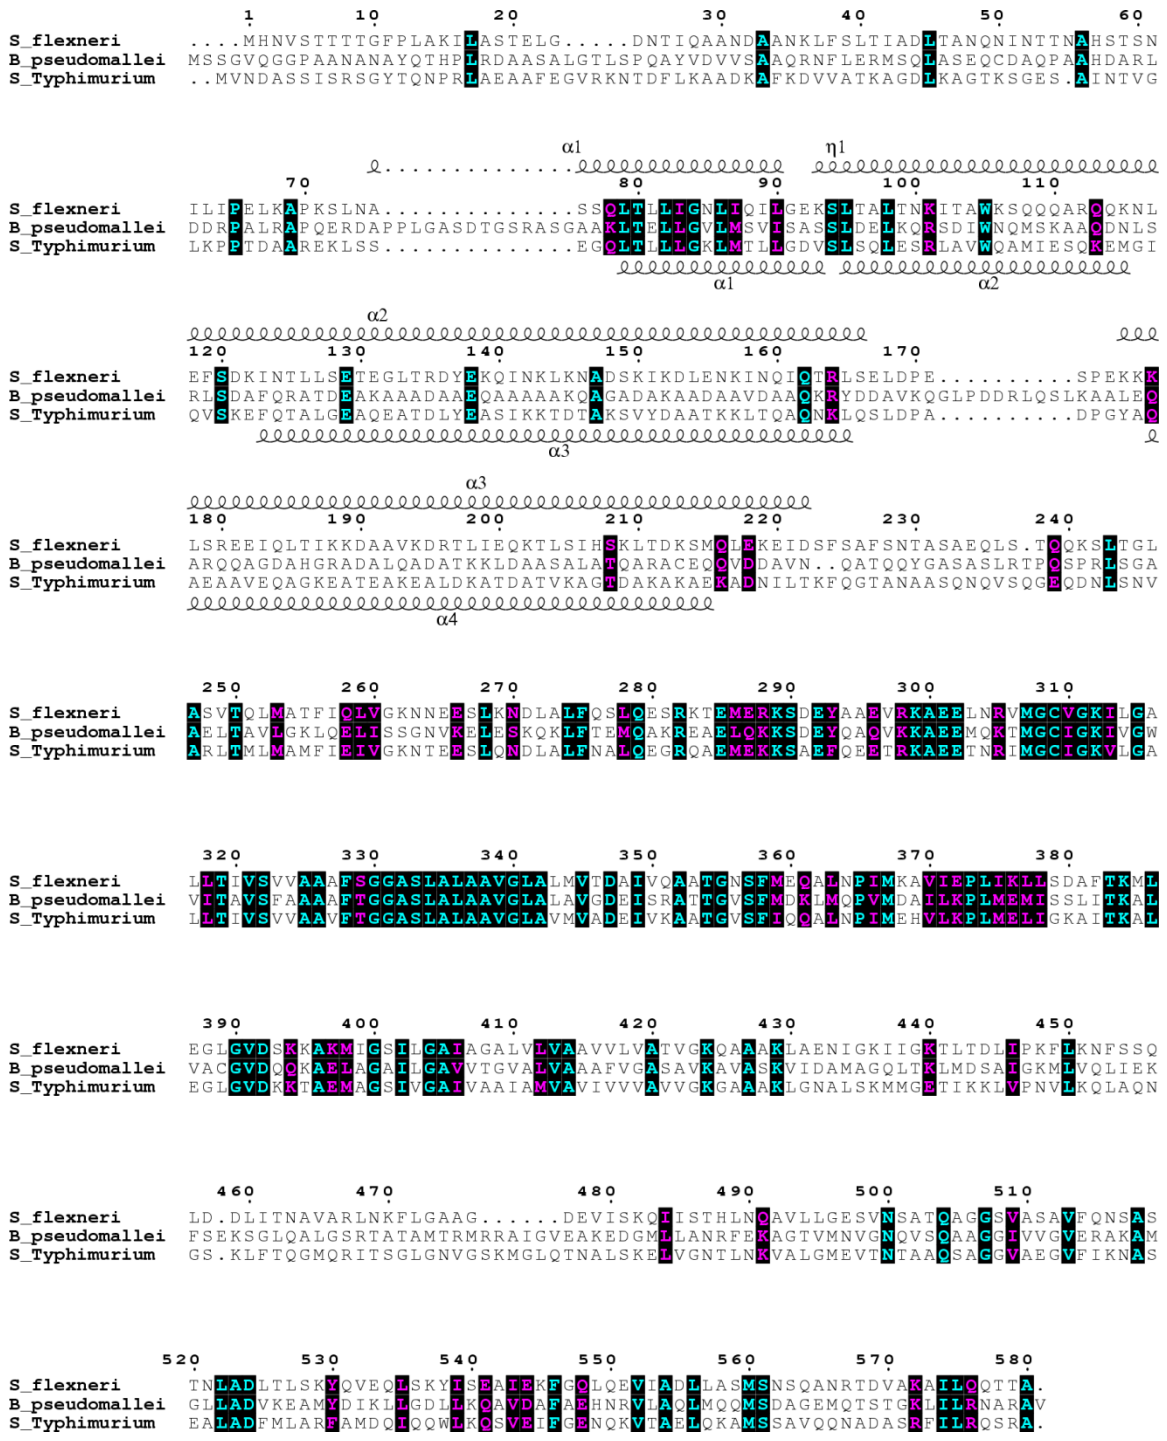 1 10 20 30 40 50 60
S_flexneri ....MHNVSTTTTGFPLAKILASTELG.....DNTIQAANDAANKLFSLTIADLTANQNINTTNAHSTSN
B_pseudomallei MSSGVQGGPAANANAYQTHPLRDAASALGTLSPQAYVDVVSAAQRNFLERMSQLASEQCDAQPAAHDARL
S_Typhimurium ..MVNDASSISRSGYTQNPRLAEAAFEGVRKNTDFLKAADKAFKDVVATKAGDLKAGTKSGES.AINTVG
α1 η1
70 80 90 100 110
S_flexneri ILIPELKAPKSLNA..............SSQLTLLIGNLIQILGEKSLTALTNKITAWKSQQQARQQKNL
B_pseudomallei DDRPALRAPQERDAPPLGASDTGSRASGAAKLTELLGVLMSVISASSLDELKQRSDIWNQMSKAAQDNLS
S_Typhimurium LKPPTDAAREKLSS..............EGQLTLLLGKLMTLLGDVSLSQLESRLAVWQAMIESQKEMGI
α1 α2
α2
120 130 140 150 160 170
S_flexneri EFSDKINTLLSETEGLTRDYEKQINKLKNADSKIKDLENKINQIQTRLSELDPE..........SPEKKK
B_pseudomallei RLSDAFQRATDEAKAAADAAEQAAAAAKQAGADAKAADAAVDAAQKRYDDAVKQGLPDDRLQSLKAALEQ
S_Typhimurium QVSKEFQTALGEAQEATDLYEASIKKTDTAKSVYDAATKKLTQAQNKLQSLDPA..........DPGYAQ
α3
α3
180 190 200 210 220 230 240
S_flexneri LSREEIQLTIKKDAAVKDRTLIEQKTLSIHSKLTDKSMQLEKEIDSFSAFSNTASAEQLS.TQQKSLTGL
B_pseudomallei ARQQAGDAHGRADALQADATKKLDAASALATQARACEQQVDDAVN..QATQQYGASASLRTPQSPRLSGA
S_Typhimurium AEAAVEQAGKEATEAKEALDKATDATVKAGTDAKAKAEKADNILTKFQGTANAASQNQVSQGEQDNLSNV
α4
250 260 270 280 290 300 310
S_flexneri ASVTQLMATFIQLVGKNNEESLKNDLALFQSLQESRKTEMERKSDEYAAEVRKAEELNRVMGCVGKILGA
B_pseudomallei AELTAVLGKLQELISSGNVKELESKQKLFTEMQAKREAELQKKSDEYQAQVKKAEEMQKTMGCIGKIVGW
S_Typhimurium ARLTMLMAMFIEIVGKNTEESLQNDLALFNALQEGRQAEMEKKSAEFQEETRKAEETNRIMGCIGKVLGA
320 330 340 350 360 370 380
S_flexneri LLTIVSVVAAAFSGGASLALAAVGLALMVTDAIVQAATGNSFMEQALNPIMKAVIEPLIKLLSDAFTKML
B_pseudomallei VITAVSFAAAAFTGGASLALAAVGLALAVGDEISRATTGVSFMDKLMQPVMDAILKPLMEMISSLITKAL
S_Typhimurium LLTIVSVVAAVFTGGASLALAAVGLAVMVADEIVKAATGVSFIQQALNPIMEHVLKPLMELIGKAITKAL
390 400 410 420 430 440 450
S_flexneri EGLGVDSKKAKMIGSILGAIAGALVLVAAVVLVATVGKQAAAKLAENIGKIIGKTLTDLIPKFLKNFSSQ
B_pseudomallei VACGVDQQKAELAGAILGAVVTGVALVAAAFVGASAVKAVASKVIDAMAGQLTKLMDSAIGKMLVQLIEK
S_Typhimurium EGLGVDKKTAEMAGSIVGAIVAAIAMVAVIVVVAVVGKGAAAKLGNALSKMMGETIKKLVPNVLKQLAQN
460 470 480 490 500 510
S_flexneri LD.DLITNAVARLNKFLGAAG......DEVISKQIISTHLNQAVLLGESVNSATQAGGSVASAVFQNSAS
B_pseudomallei FSEKSGLQALGSRTATAMTRMRRAIGVEAKEDGMLLANRFEKAGTVMNVGNQVSQAAGGIVVGVERAKAM
S_Typhimurium GS.KLFTQGMQRITSGLGNVGSKMGLQTNALSKELVGNTLNKVALGMEVTNTAAQSAGGVAEGVFIKNAS
520 530 540 550 560 570 580
S_flexneri TNLADLTLSKYQVEQLSKYISEAIEKFGQLQEVIADLLASMSNSQANRTDVAKAILQQTTA.
B_pseudomallei GLLADVKEAMYDIKLLGDLLKQAVDAFAEHNRVLAQLMQQMSDAGEMQTSTGKLILRNARAV
S_Typhimurium EALADFMLARFAMDQIQQWLKQSVEIFGENQKVTAELQKAMSSAVQQNADASRFILRQSRA.